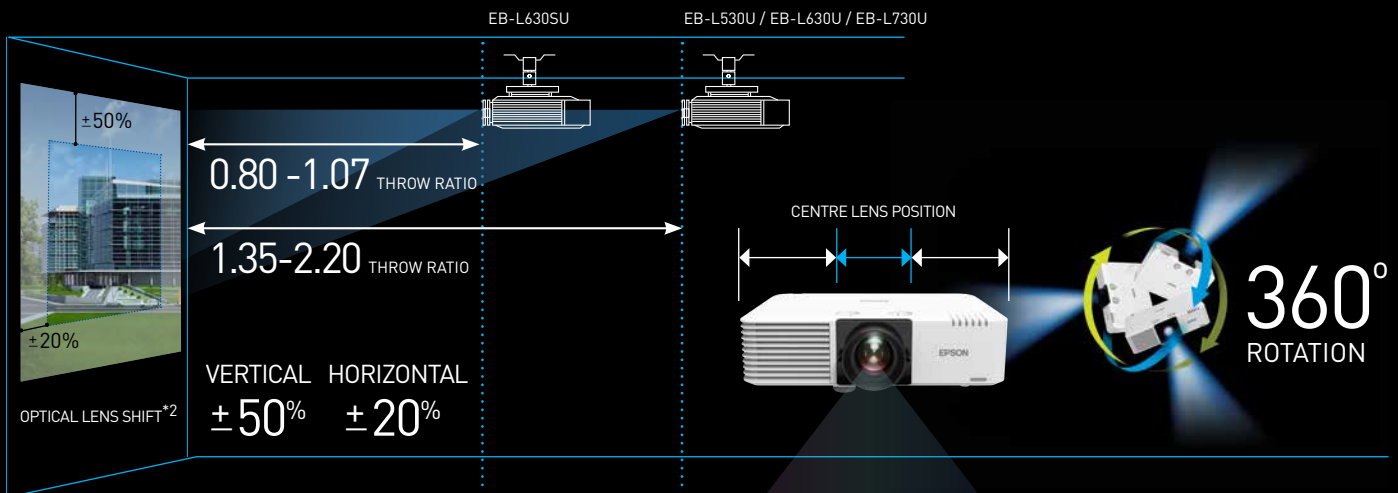 EB-L630SU
EB-L530U / EB-L630U / EB-L730U
±50%
0.80 -1.07 THROW RATIO
1.35-2.20 THROW RATIO
±20%
OPTICAL LENS SHIFT*2
VERTICAL HORIZONTAL
±50% ±20%
CENTRE LENS POSITION
EPSON
360°
ROTATION